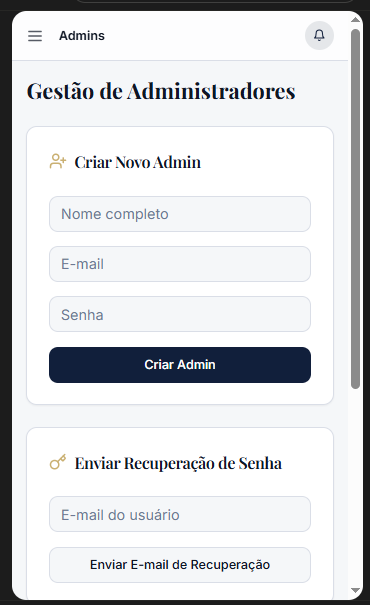 Admins
Gestão de Administradores
Criar Novo Admin
Nome completo
E-mail
Senha
Criar Admin
Enviar Recuperação de Senha
E-mail do usuário
Enviar E-mail de Recuperação